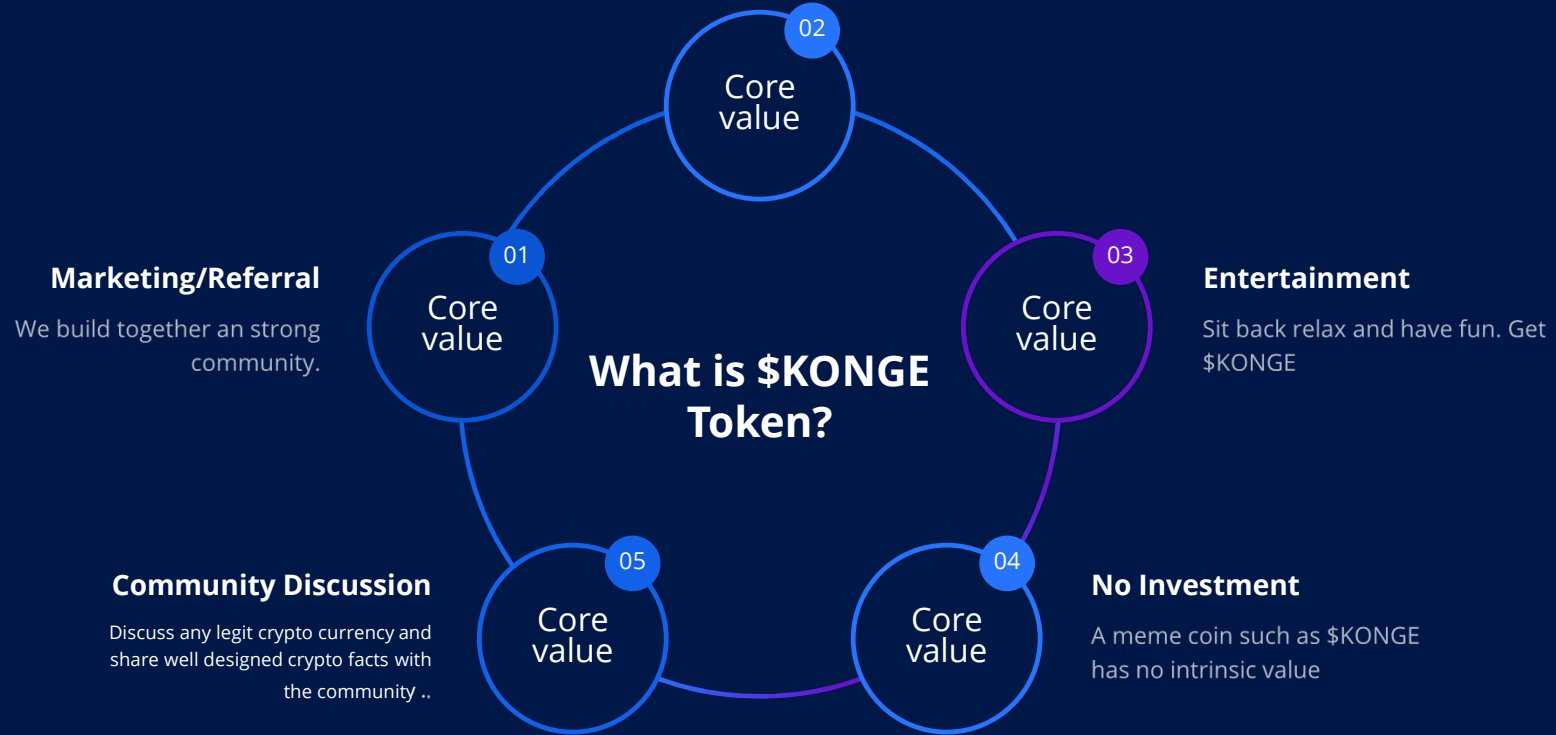 02
Core
value
01
Core
value
Marketing/Referral
We build together an strong
community.
03
Core
value
Entertainment
Sit back relax and have fun. Get
$KONGE
What is $KONGE
Token?
05
Core
value
Community Discussion
Discuss any legit crypto currency and
share well designed crypto facts with
the community ..
04
Core
value
No Investment
A meme coin such as $KONGE
has no intrinsic value